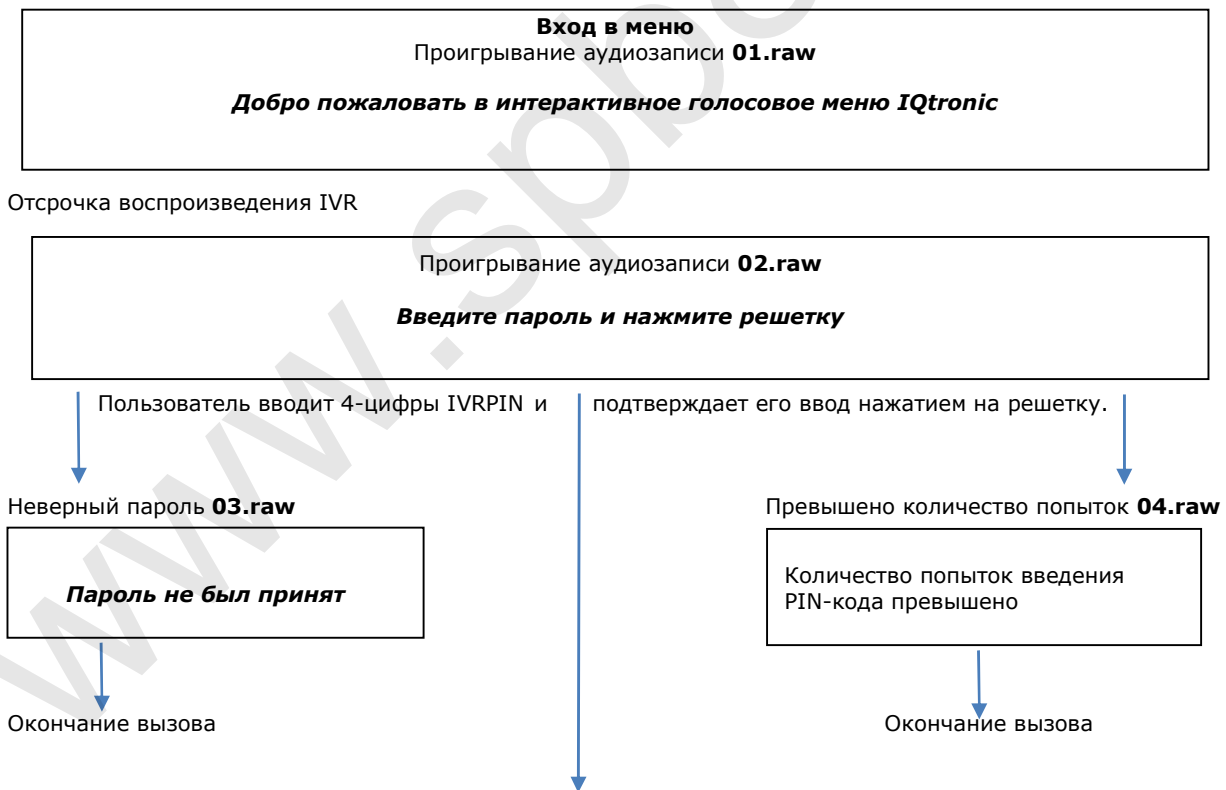 Вход в меню
Проигрывание аудиозаписи 01.raw
Добро пожаловать в интерактивное голосовое меню IQtronic
Отсрочка воспроизведения IVR
Проигрывание аудиозаписи 02.raw
Введите пароль и нажмите решетку
Пользователь вводит 4-цифры IVRPIN и подтверждает его ввод нажатием на решетку.
Неверный пароль 03.raw
Пароль не был принят
Окончание вызова
Превышено количество попыток 04.raw
Количество попыток введения
PIN-кода превышено
Окончание вызова
www.spb